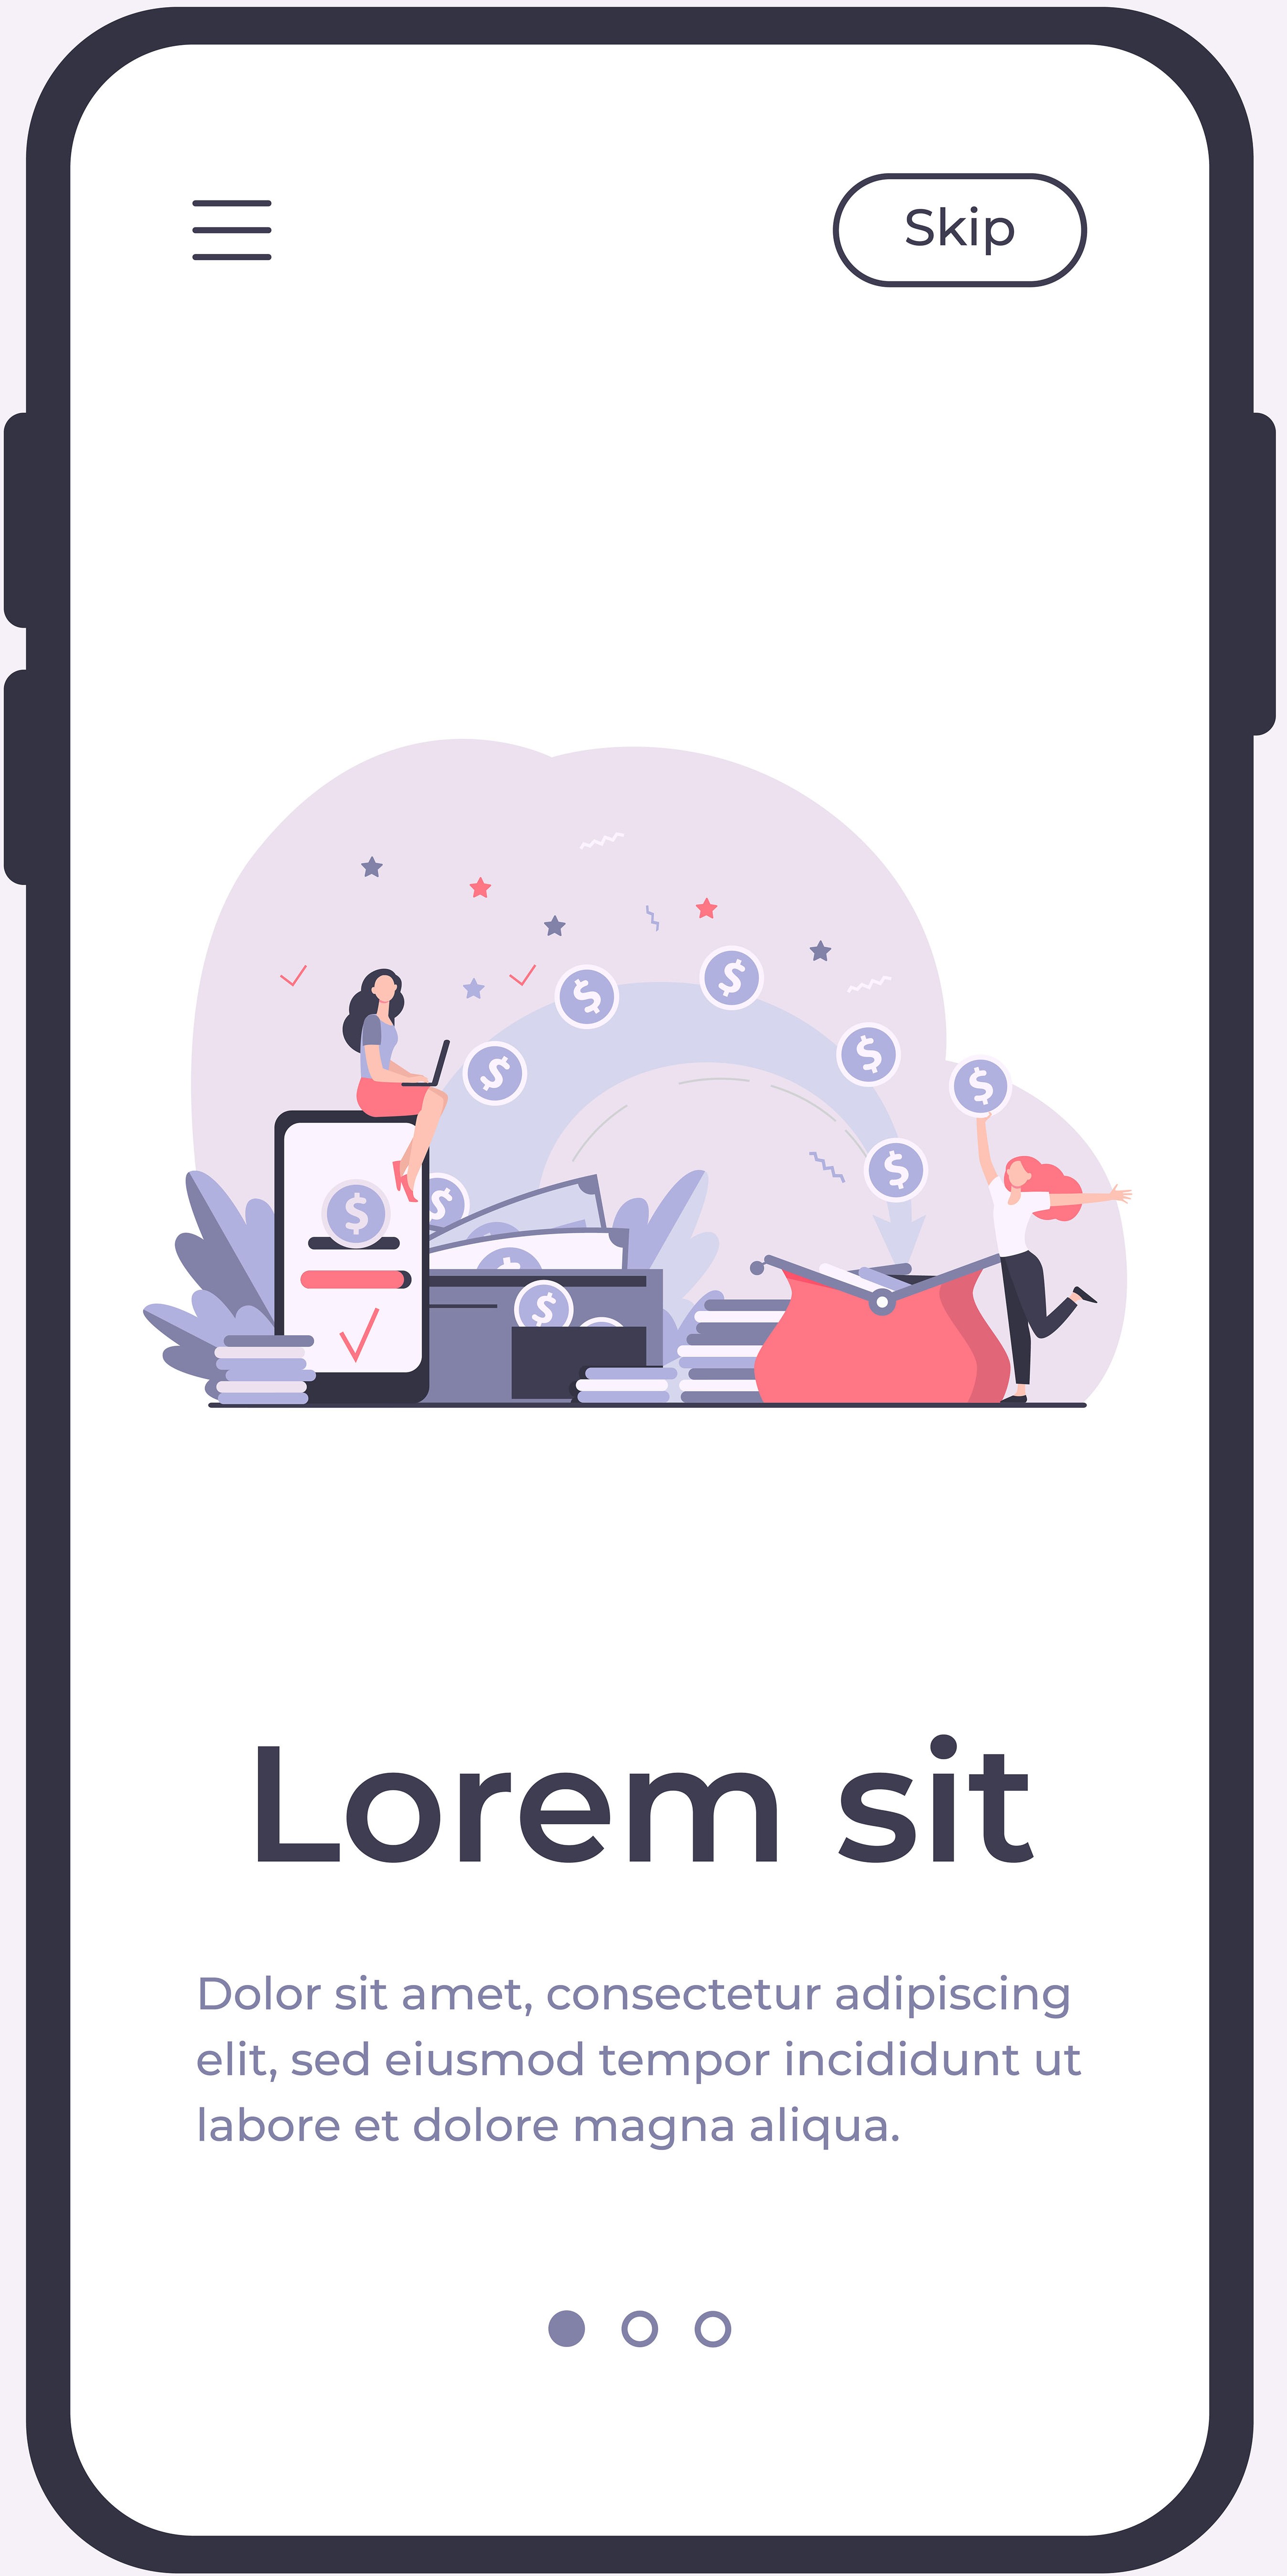 Skip
$ $
$
$
$
$
$
$
$
$
Lorem sit
Dolor sit amet, consectetur adipiscing
elit, sed eiusmod tempor incididunt ut
labore et dolore magna aliqua.